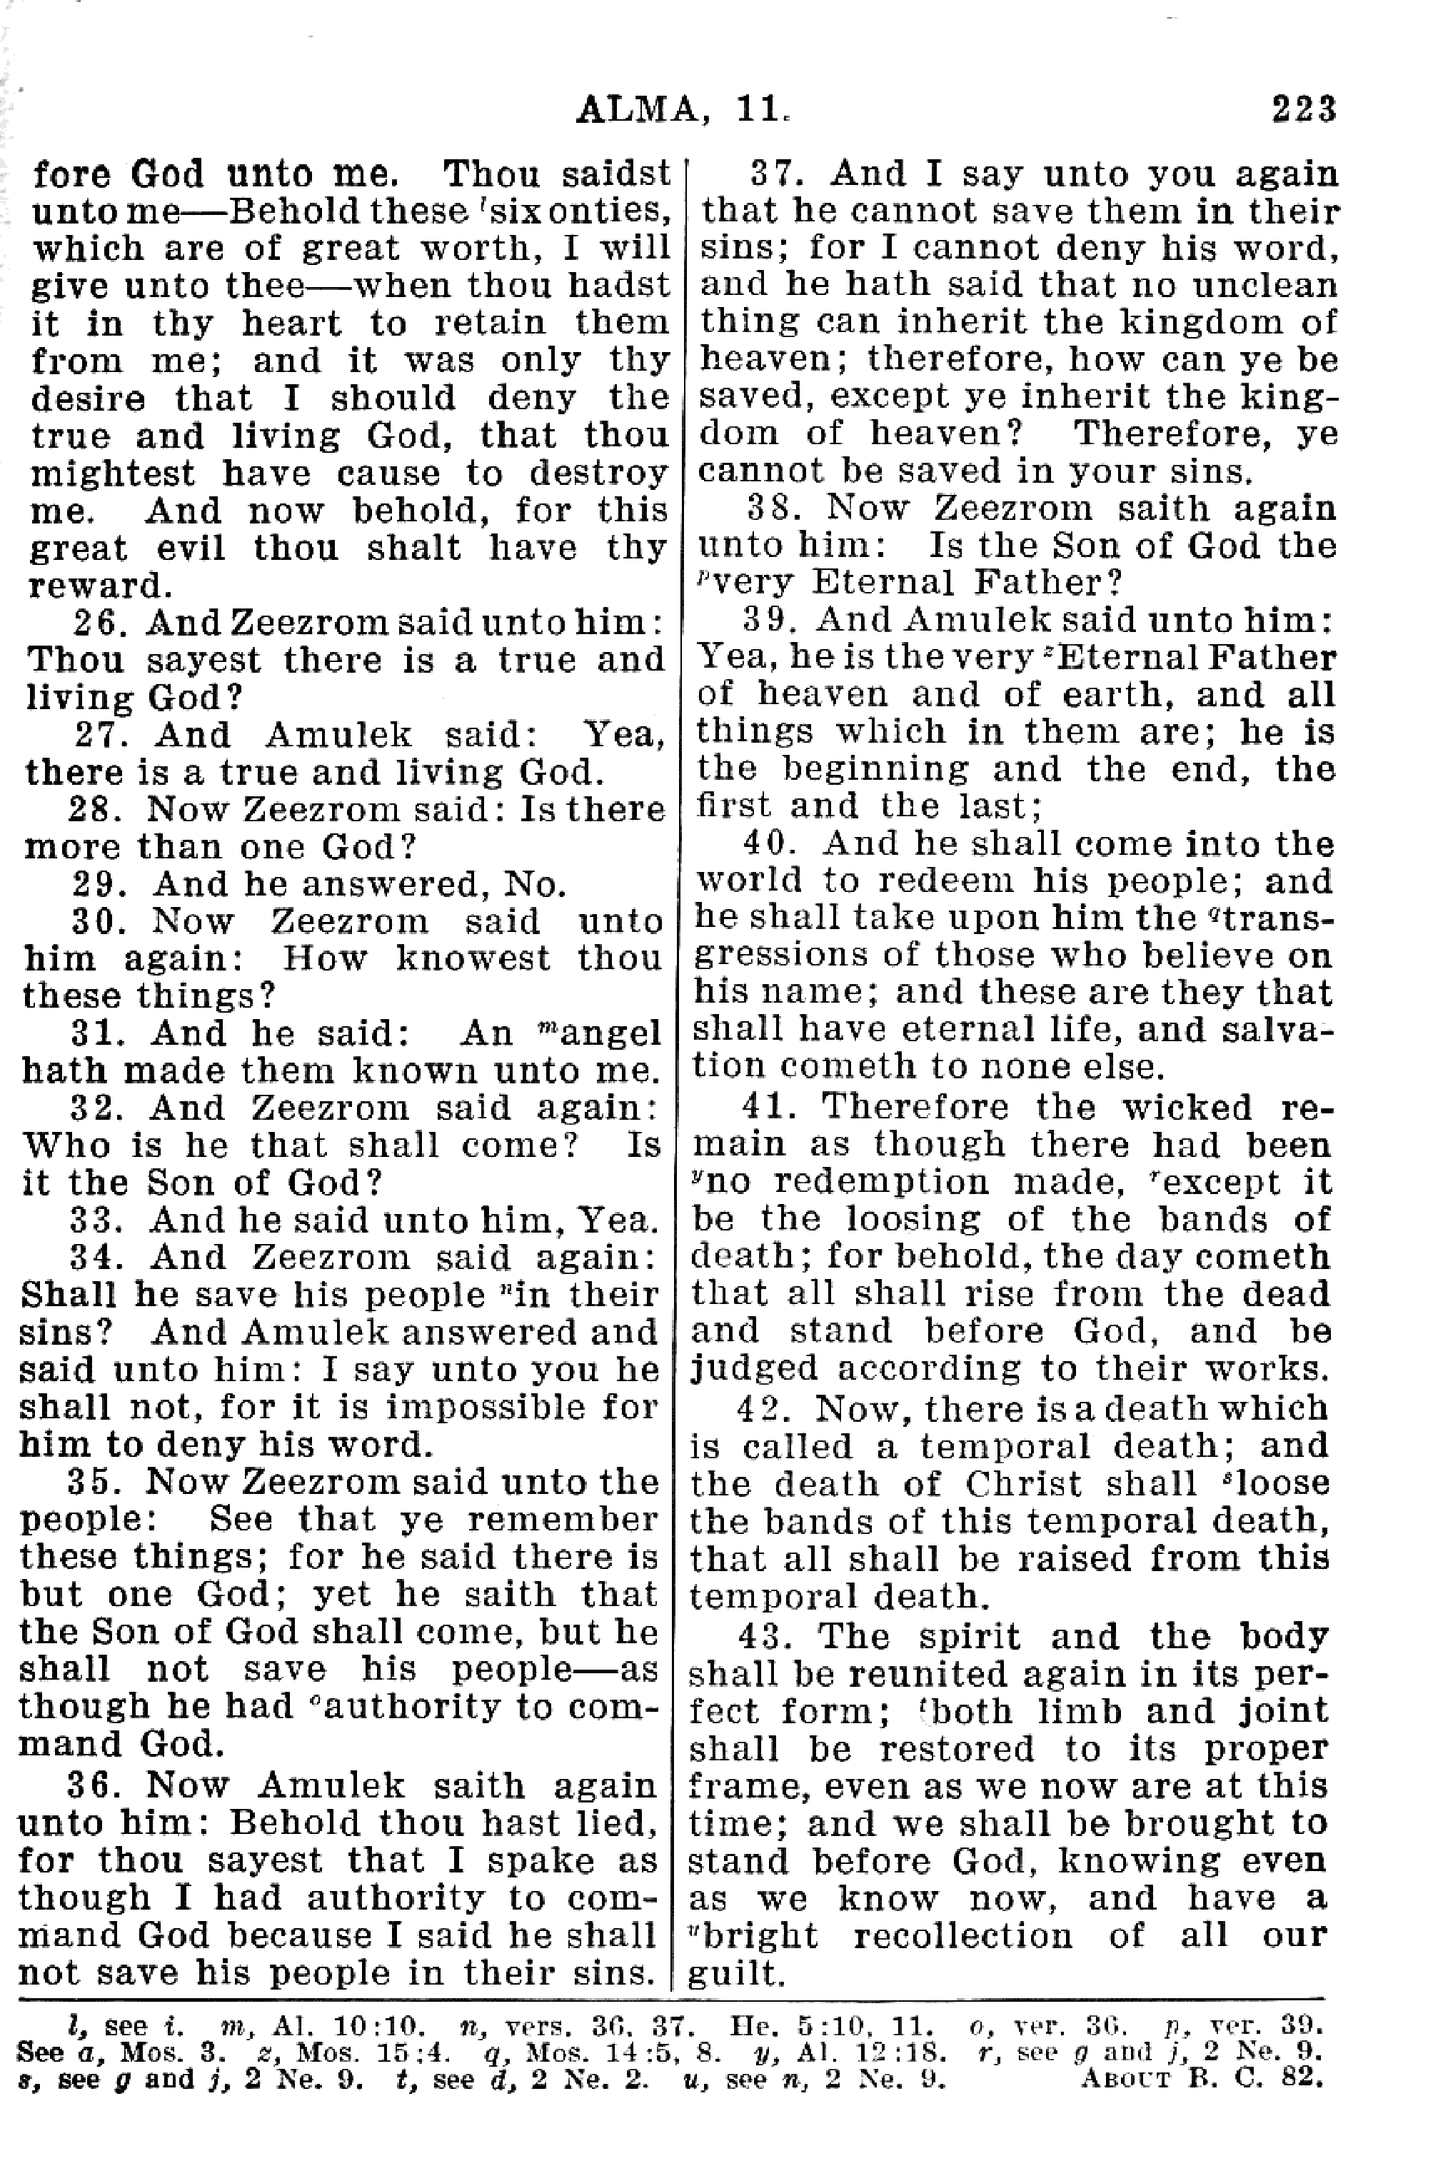 ALMA, 11. 223
fore God unto me. Thou saidst
unto me—Behold these lsix onties,
which are of great worth, I will
give unto thee—when thou hadst
it in thy heart to retain them
from me; and it was only thy
desire that I should deny the
true and living God, that thou
mightest have cause to destroy
me. And now behold, for this
great evil thou shalt have thy
reward.
26. And Zeezrom said unto him:
Thou sayest there is a true and
living God?
27. And Amulek said: Yea,
there is a true and living God.
28. Now Zeezrom said: Is there
more than one God?
29. And he answered, No.
30. Now Zeezrom said unto
him again: How knowest thou
these things?
31. And he said: An mangel
hath made them known unto me.
32. And Zeezrom said again:
Who is he that shall come? Is
it the Son of God?
33. And he said unto him, Yea.
34. And Zeezrom said again:
Shall he save his people nin their
sins? And Amulek answered and
said unto him: I say unto you he
shall not, for it is impossible for
him to deny his word.
35. Now Zeezrom said unto the
people: See that ye remember
these things; for he said there is
but one God; yet he saith that
the Son of God shall come, but he
shall not save his people—as
though he had oauthority to com-
mand God.
36. Now Amulek saith again
unto him: Behold thou hast lied,
for thou sayest that I spake as
though I had authority to com-
mand God because I said he shall
not save his people in their sins.
37. And I say unto you again
that he cannot save them in their
sins; for I cannot deny his word,
and he hath said that no unclean
thing can inherit the kingdom of
heaven; therefore, how can ye be
saved, except ye inherit the king-
dom of heaven? Therefore, ye
cannot be saved in your sins.
38. Now Zeezrom saith again
unto him: Is the Son of God the
pvery Eternal Father?
39. And Amulek said unto him:
Yea, he is the very zEternal Father
of heaven and of earth, and all
things which in them are; he is
the beginning and the end, the
first and the last;
40. And he shall come into the
world to redeem his people; and
he shall take upon him the qtrans-
gressions of those who believe on
his name; and these are they that
shall have eternal life, and salva-
tion cometh to none else.
41. Therefore the wicked re-
main as though there had been
yno redemption made, rexcept it
be the loosing of the bands of
death; for behold, the day cometh
that all shall rise from the dead
and stand before God, and be
judged according to their works.
42. Now, there is a death which
is called a temporal death; and
the death of Christ shall sloose
the bands of this temporal death,
that all shall be raised from this
temporal death.
43. The spirit and the body
shall be reunited again in its per-
fect form; tboth limb and joint
shall be restored to its proper
frame, even as we now are at this
time; and we shall be brought to
stand before God, knowing even
as we know now, and have a
ubright recollection of all our
guilt.
l, see i. m, Al. 10:10. n, vers. 36, 37. He. 5:10, 11. o, ver. 36. p, ver. 39.
See a, Mos. 3. z, Mos. 15:4. q, Mos. 14:5, 8. y, Al. 12:18. r, see g and j, 2 Ne. 9.
s, see g and j, 2 Ne. 9. t, see d, 2 Ne. 2. u, see n, 2 Ne. 9. ABOUT B. C. 82.